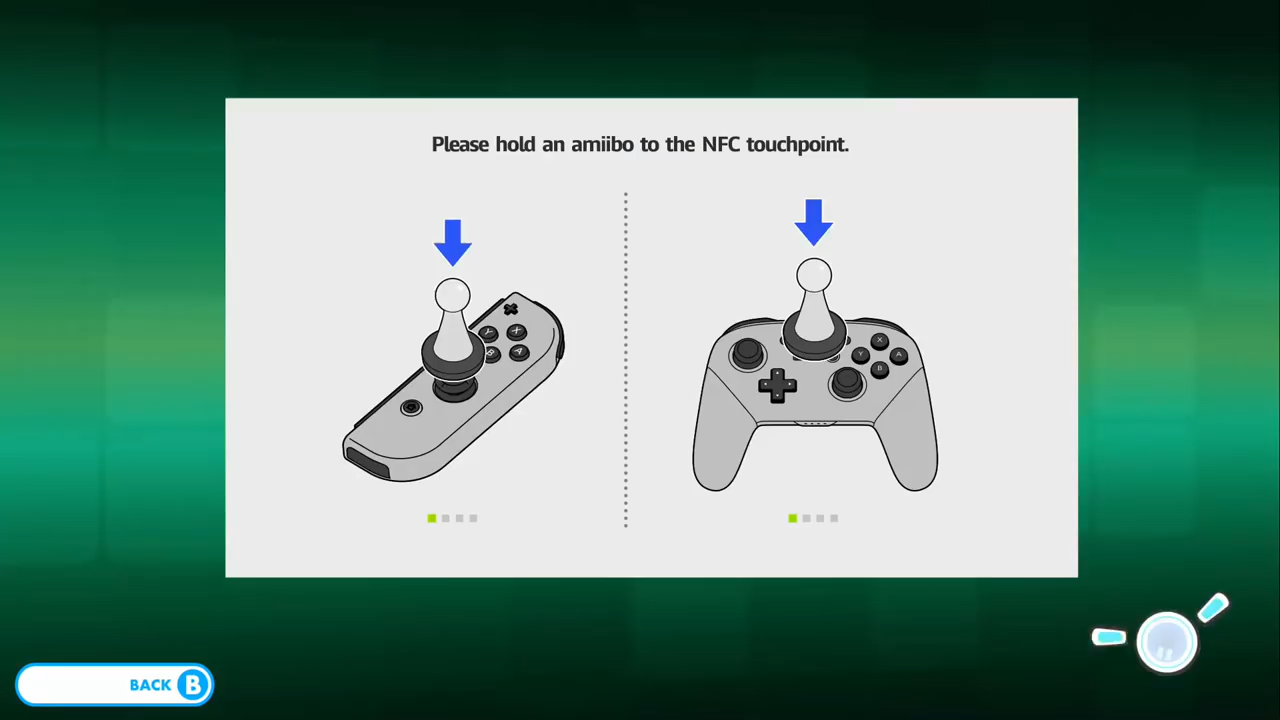 Please hold an amiibo to the NFC touchpoint.
Y X
B A
X
Y A
B
BACK B